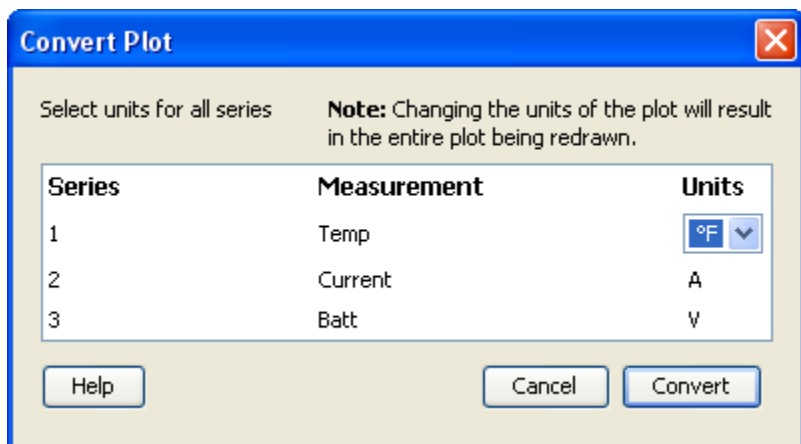 Convert Plot
Select units for all series
Note: Changing the units of the plot will result
in the entire plot being redrawn.
Series Measurement Units
1 Temp °F
2 Current A
3 Batt V
Help Cancel Convert